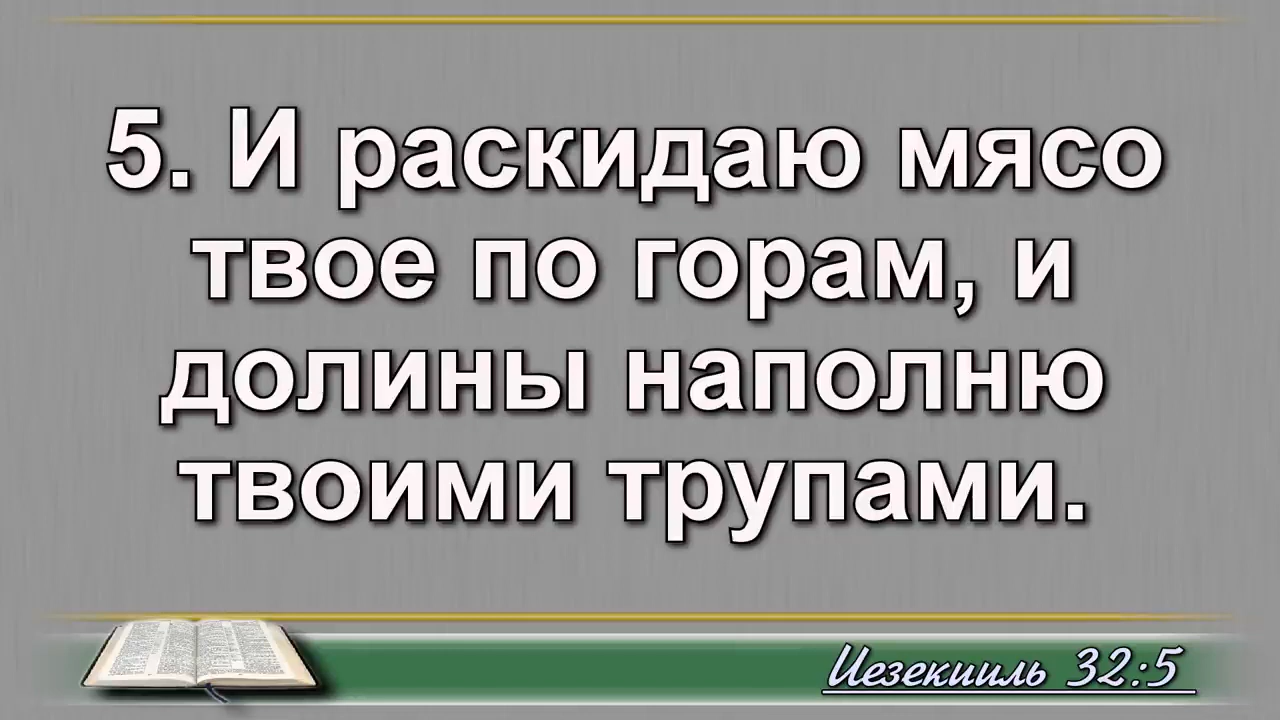 5. И раскидаю мясо
твое по горам, и
долины наполню
твоими трупами.
Иезекииль 32:5